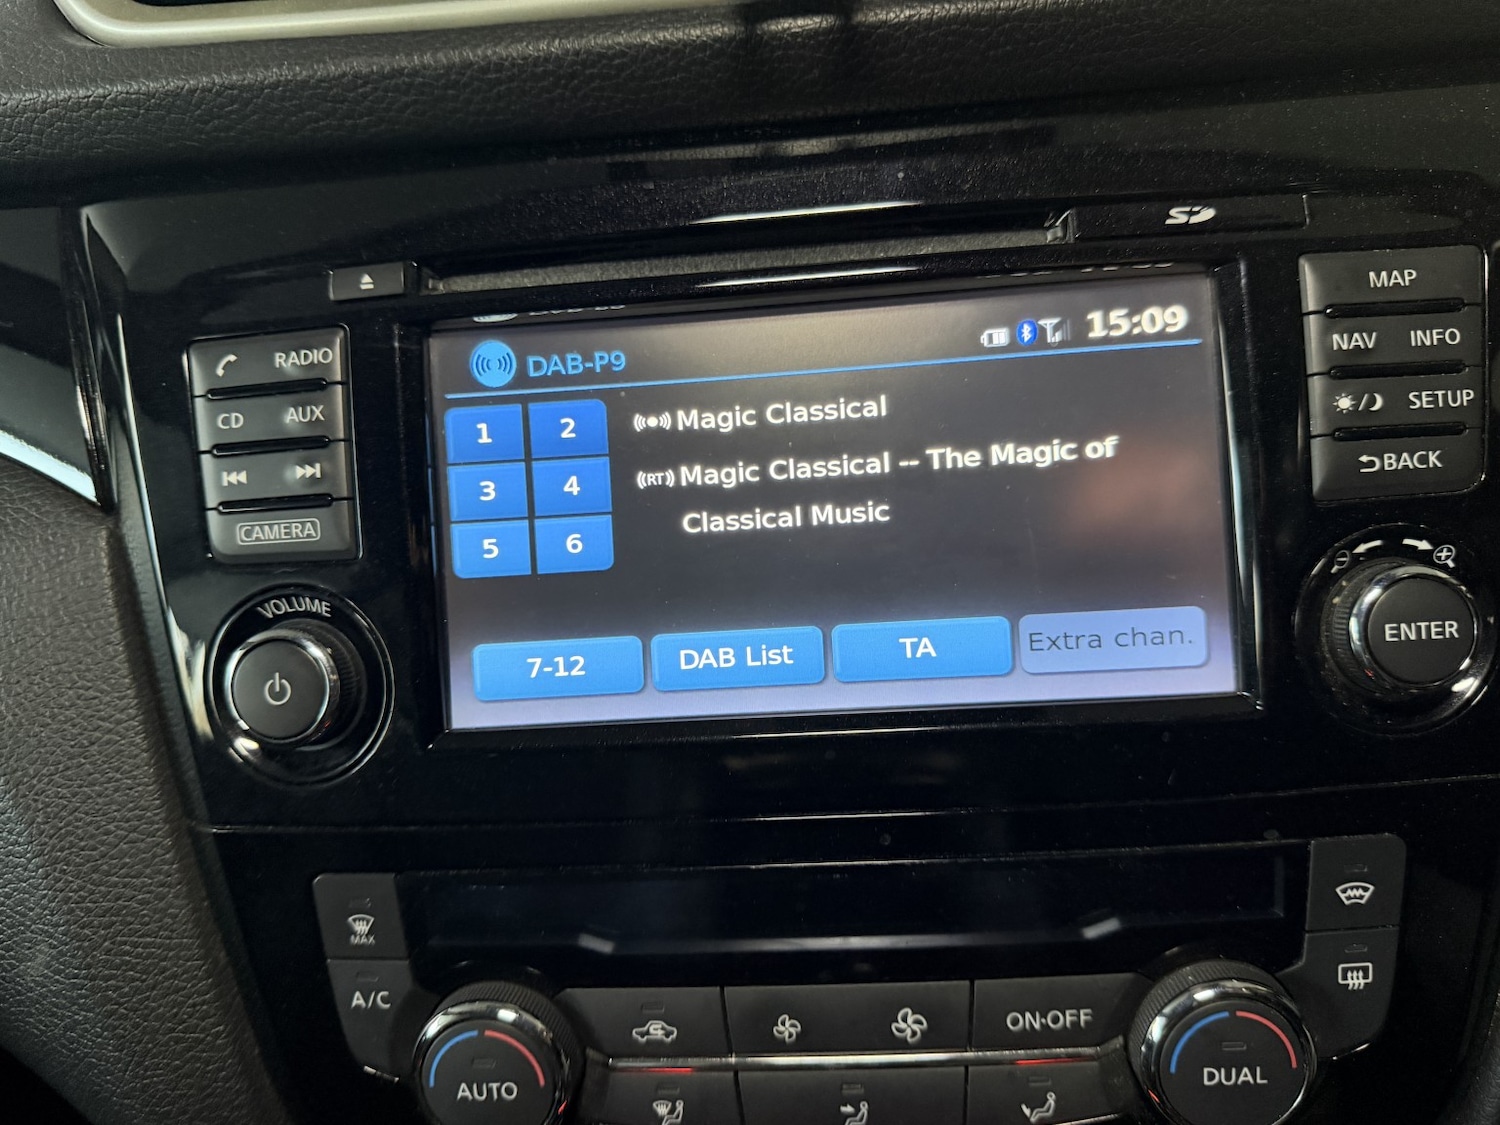 SD
MAP
RADIO
CD AUX
CAMERA
VOLUME
DAB-P9
15:09
1 2
3 4
5 6
Magic Classical
(RT) Magic Classical -- The Magic of
Classical Music
7-12 DAB List TA Extra chan.
NAV INFO
SETUP
BACK
ENTER
MAX
A/C
AUTO
ON·OFF
DUAL